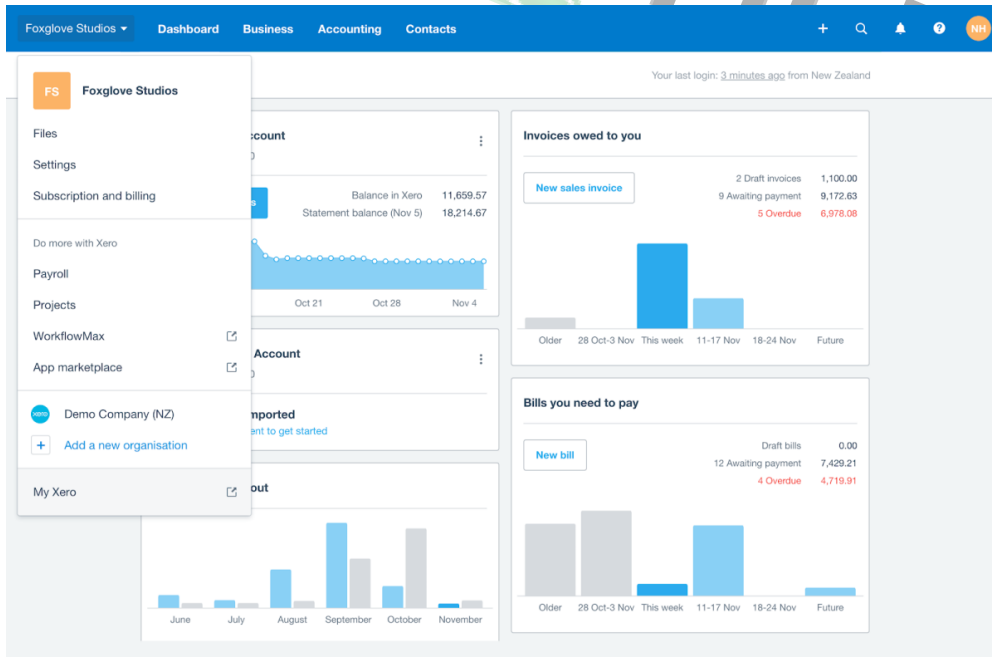 Foxglove Studios
Dashboard
Business
Accounting
Contacts
NH
Your last login: 3 minutes ago from New Zealand
FS
Foxglove Studios
Files
Settings
Subscription and billing
Do more with Xero
Payroll
Projects
WorkflowMax
App marketplace
xero
Demo Company (NZ)
+ Add a new organisation
My Xero
Balance in Xero 11,659.57
Statement balance (Nov 5) 18,214.67
Oct 21 Oct 28 Nov 4
Account
ent to get started
out
June July August September October November
Invoices owed to you
New sales invoice
2 Draft invoices 1,100.00
9 Awaiting payment 9,172.63
5 Overdue 6,978.08
Older 28 Oct-3 Nov This week 11-17 Nov 18-24 Nov Future
Bills you need to pay
New bill
Draft bills 0.00
12 Awaiting payment 7,429.21
4 Overdue 4,719.91
Older 28 Oct-3 Nov This week 11-17 Nov 18-24 Nov Future